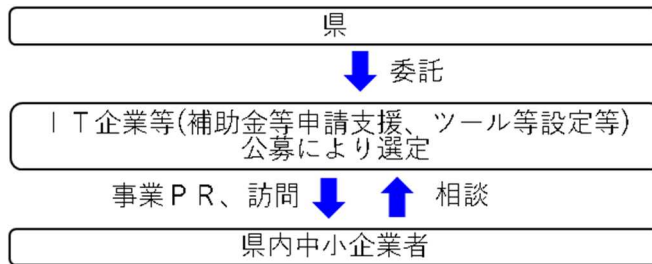 県
委託
ＩＴ企業等(補助金等申請支援、ツール等設定等)
公募により選定
事業ＰＲ、訪問
相談
県内中小企業者